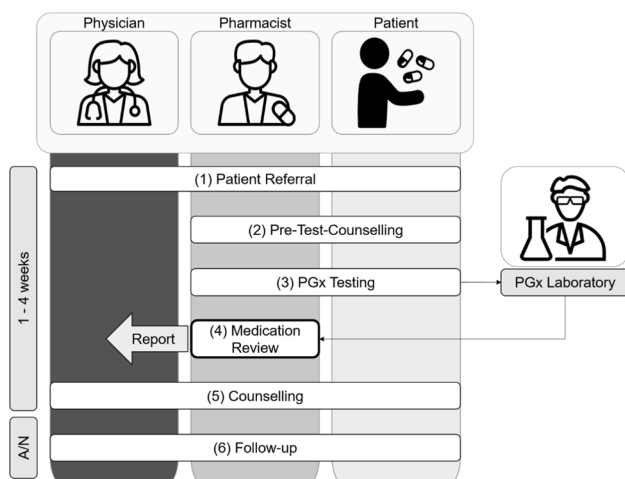 Physician
Pharmacist
Patient
(1) Patient Referral
(2) Pre-Test-Counselling
(3) PGx Testing
PGx Laboratory
1 - 4 weeks
Report
(4) Medication
Review
(5) Counselling
A/N
(6) Follow-up